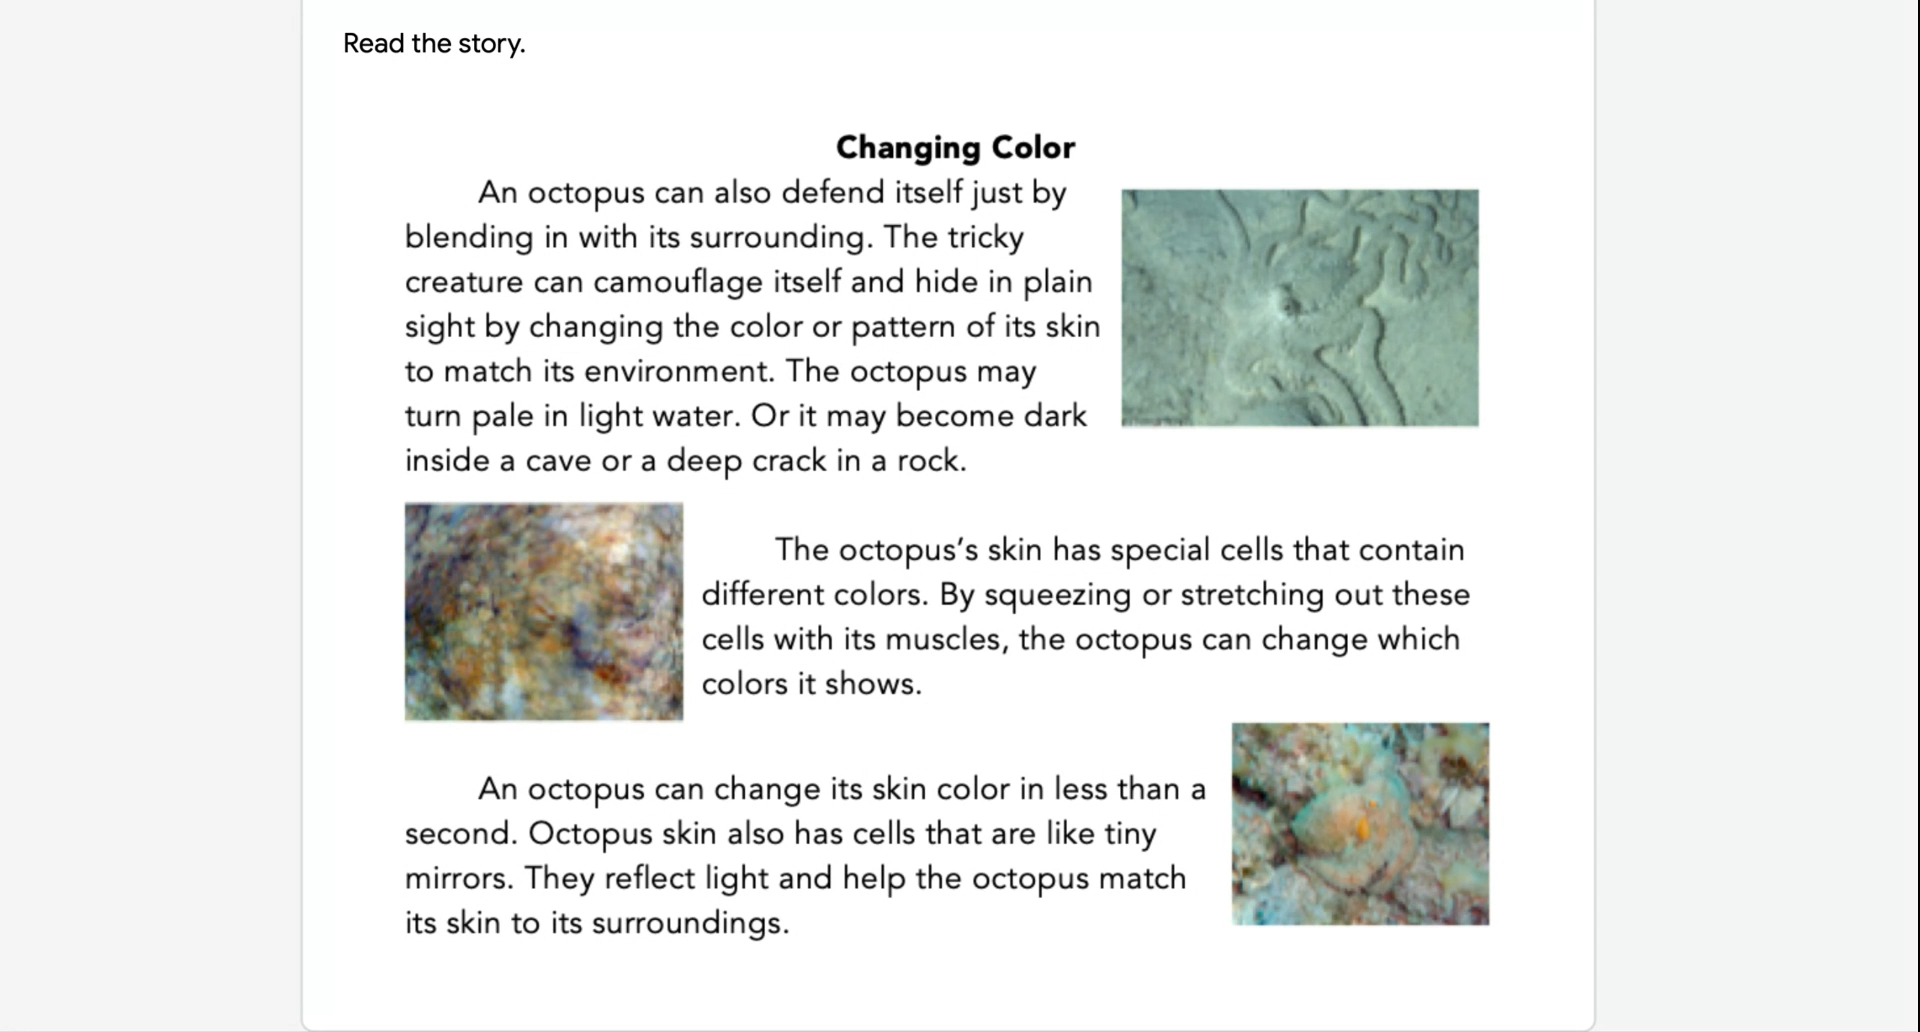 Read the story.
Changing Color
An octopus can also defend itself just by
blending in with its surrounding. The tricky
creature can camouflage itself and hide in plain
sight by changing the color or pattern of its skin
to match its environment. The octopus may
turn pale in light water. Or it may become dark
inside a cave or a deep crack in a rock.
The octopus’s skin has special cells that contain
different colors. By squeezing or stretching out these
cells with its muscles, the octopus can change which
colors it shows.
An octopus can change its skin color in less than a
second. Octopus skin also has cells that are like tiny
mirrors. They reflect light and help the octopus match
its skin to its surroundings.